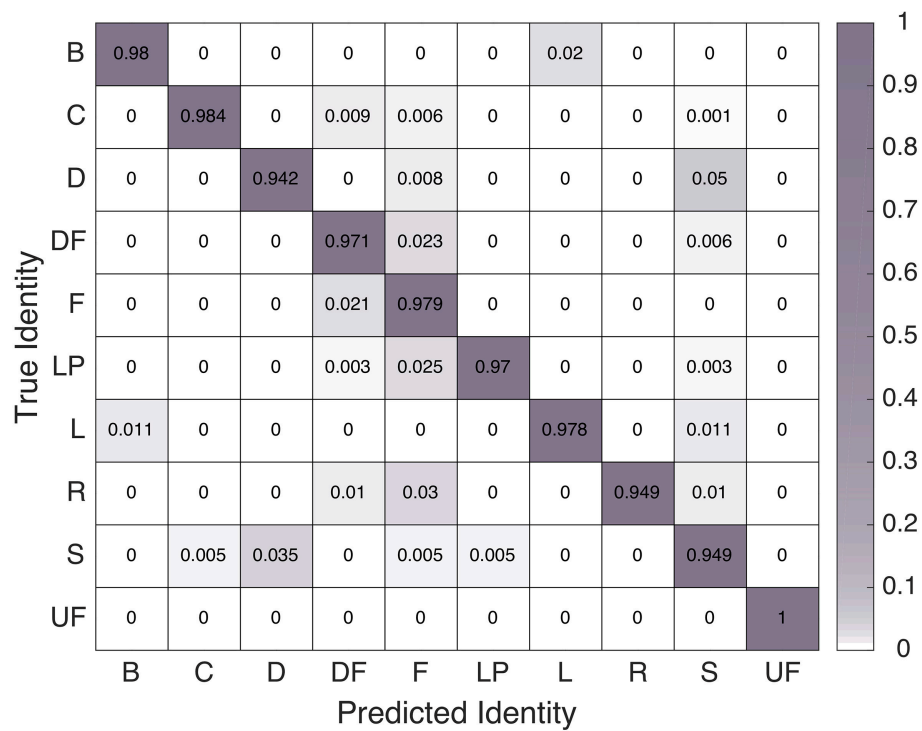 B 0.98 0 0 0 0 0 0.02 0 0 0
C 0 0.984 0 0.009 0.006 0 0 0 0.001 0
D 0 0 0.942 0 0.008 0 0 0 0.05 0
DF 0 0 0 0.971 0.023 0 0 0 0.006 0
F 0 0 0 0.021 0.979 0 0 0 0 0
LP 0 0 0 0.003 0.025 0.97 0 0 0.003 0
L 0.011 0 0 0 0 0 0.978 0 0.011 0
R 0 0 0 0.01 0.03 0 0 0.949 0.01 0
S 0 0.005 0.035 0 0.005 0.005 0 0 0.949 0
UF 0 0 0 0 0 0 0 0 0 1
B C D DF F LP L R S UF
Predicted Identity
True Identity
1
0.9
0.8
0.7
0.6
0.5
0.4
0.3
0.2
0.1
0